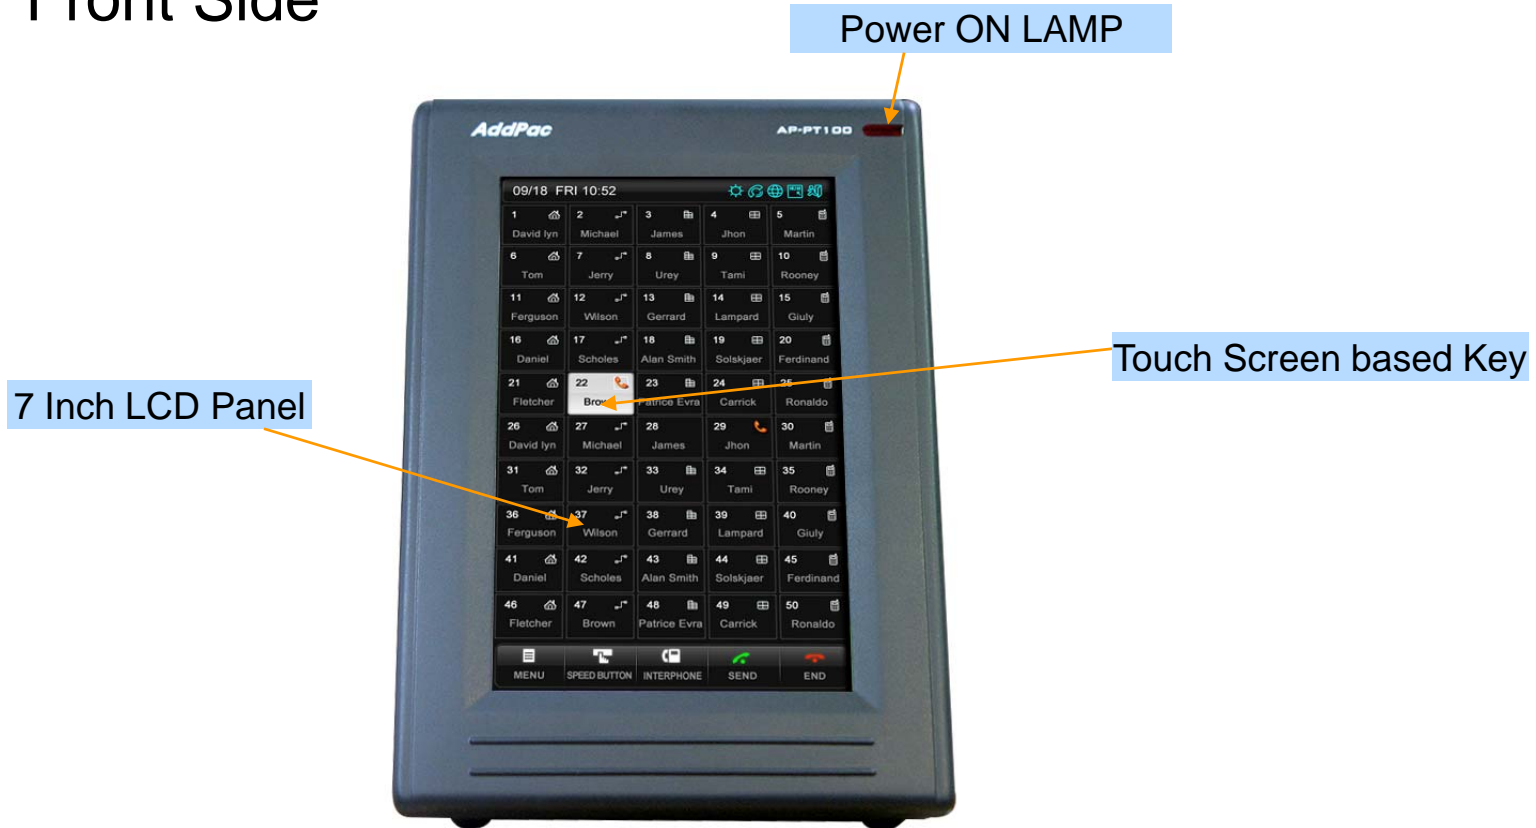 Front Side
Power ON LAMP
AddPac AP-PT100
09/18 FRI 10:52
1 2 3 4 5
David lyn Michael James Jhon Martin
6 7 8 9 10
Tom Jerry Urey Tami Rooney
11 12 13 14 15
Ferguson Wilson Gerrard Lampard Giuly
16 17 18 19 20
Daniel Scholes Alan Smith Solskjaer Ferdinand
Touch Screen based Key
21 22 23 24 25
Fletcher Brown Patrice Evra Carrick Ronaldo
7 Inch LCD Panel
26 27 28 29 30
David lyn Michael James Jhon Martin
31 32 33 34 35
Tom Jerry Urey Tami Rooney
36 37 38 39 40
Ferguson Wilson Gerrard Lampard Giuly
41 42 43 44 45
Daniel Scholes Alan Smith Solskjaer Ferdinand
46 47 48 49 50
Fletcher Brown Patrice Evra Carrick Ronaldo
MENU SPEED BUTTON INTERPHONE SEND END